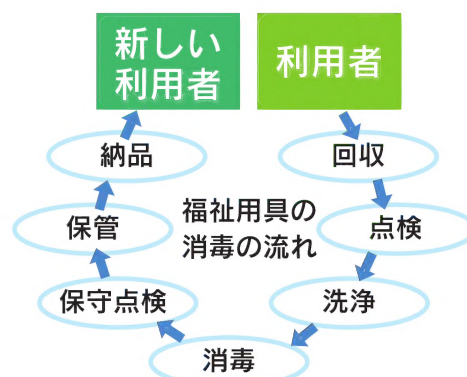 新しい
利用者
利用者
回収
点検
洗浄
消毒
保守点検
保管
納品
福祉用具の
消毒の流れ